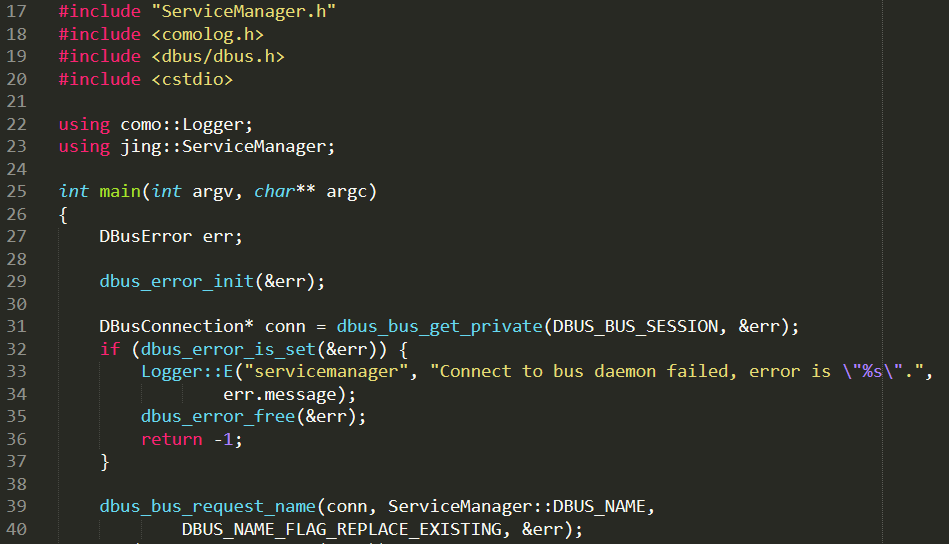 17 #include "ServiceManager.h"
18 #include <comolog.h>
19 #include <dbus/dbus.h>
20 #include <cstdio>
21
22 using como::Logger;
23 using jing::ServiceManager;
24
25 int main(int argv, char** argc)
26 {
27     DBusError err;
28
29     dbus_error_init(&err);
30
31     DBusConnection* conn = dbus_bus_get_private(DBUS_BUS_SESSION, &err);
32     if (dbus_error_is_set(&err)) {
33         Logger::E("servicemanager", "Connect to bus daemon failed, error is \"%s\".",
34                 err.message);
35         dbus_error_free(&err);
36         return -1;
37     }
38
39     dbus_bus_request_name(conn, ServiceManager::DBUS_NAME,
40             DBUS_NAME_FLAG_REPLACE_EXISTING, &err);